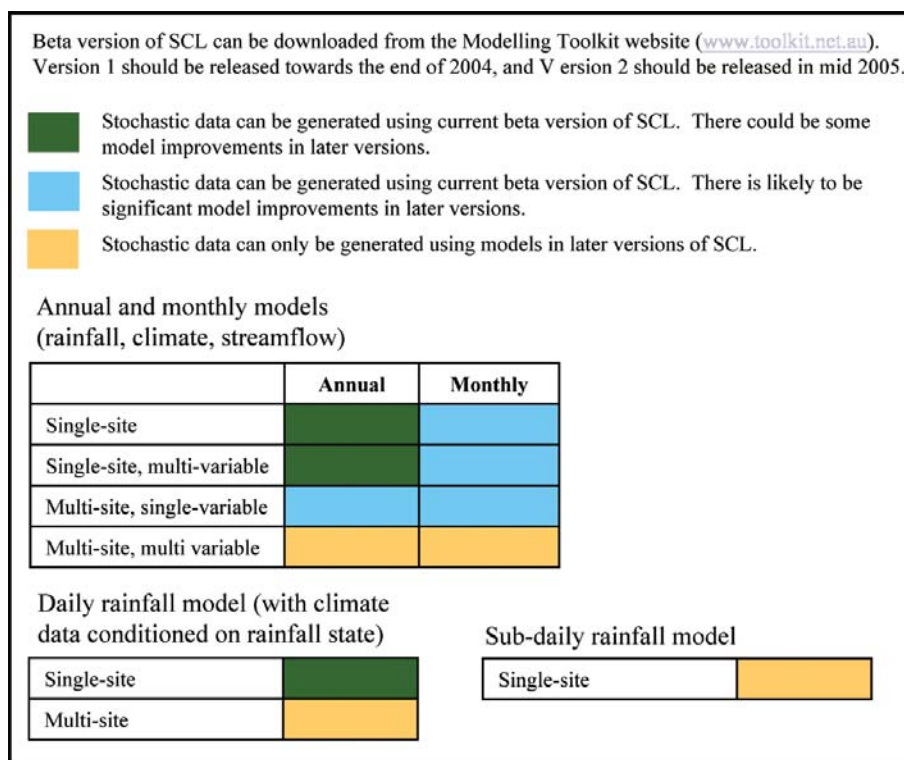 Beta version of SCL can be downloaded from the Modelling Toolkit website (www.toolkit.net.au).
Version 1 should be released towards the end of 2004, and V ersion 2 should be released in mid 2005.
Stochastic data can be generated using current beta version of SCL. There could be some
model improvements in later versions.
Stochastic data can be generated using current beta version of SCL. There is likely to be
significant model improvements in later versions.
Stochastic data can only be generated using models in later versions of SCL.
Annual and monthly models
(rainfall, climate, streamflow)
Annual Monthly
Single-site
Single-site, multi-variable
Multi-site, single-variable
Multi-site, multi variable
Daily rainfall model (with climate
data conditioned on rainfall state)
Single-site
Multi-site
Sub-daily rainfall model
Single-site